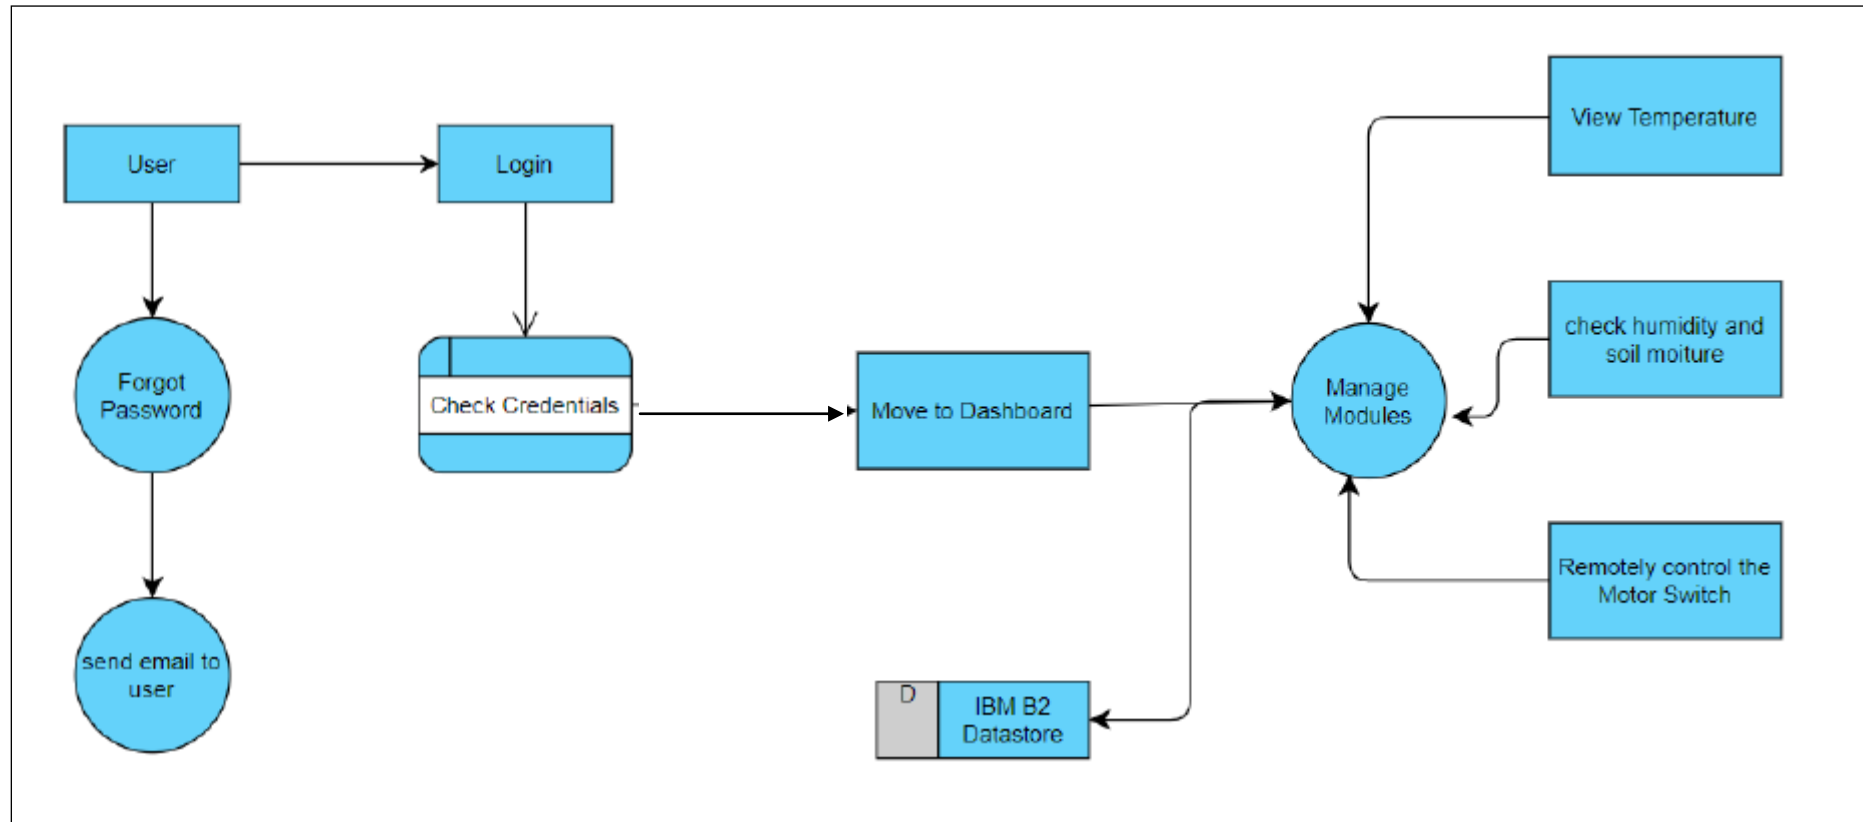 User
Login
View Temperature
check humidity and
soil moiture
Forgot
Password
Check Credentials
Move to Dashboard
Manage
Modules
Remotely control the
Motor Switch
send email to
user
D
IBM B2
Datastore